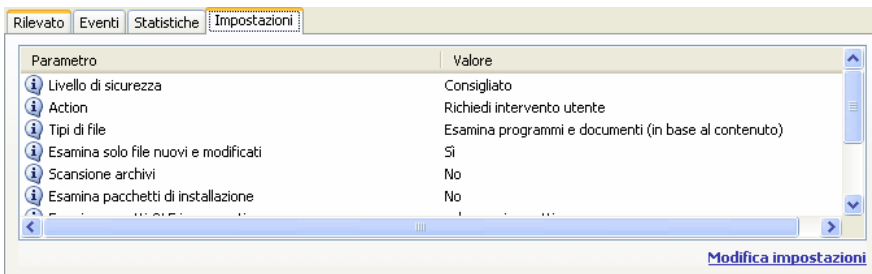 Rilevato Eventi Statistiche Impostazioni
Parametro Valore
Livello di sicurezza Consigliato
Action Richiedi intervento utente
Tipi di file Esamina programmi e documenti (in base al contenuto)
Esamina solo file nuovi e modificati Sì
Scansione archivi No
Esamina pacchetti di installazione No
Modifica impostazioni